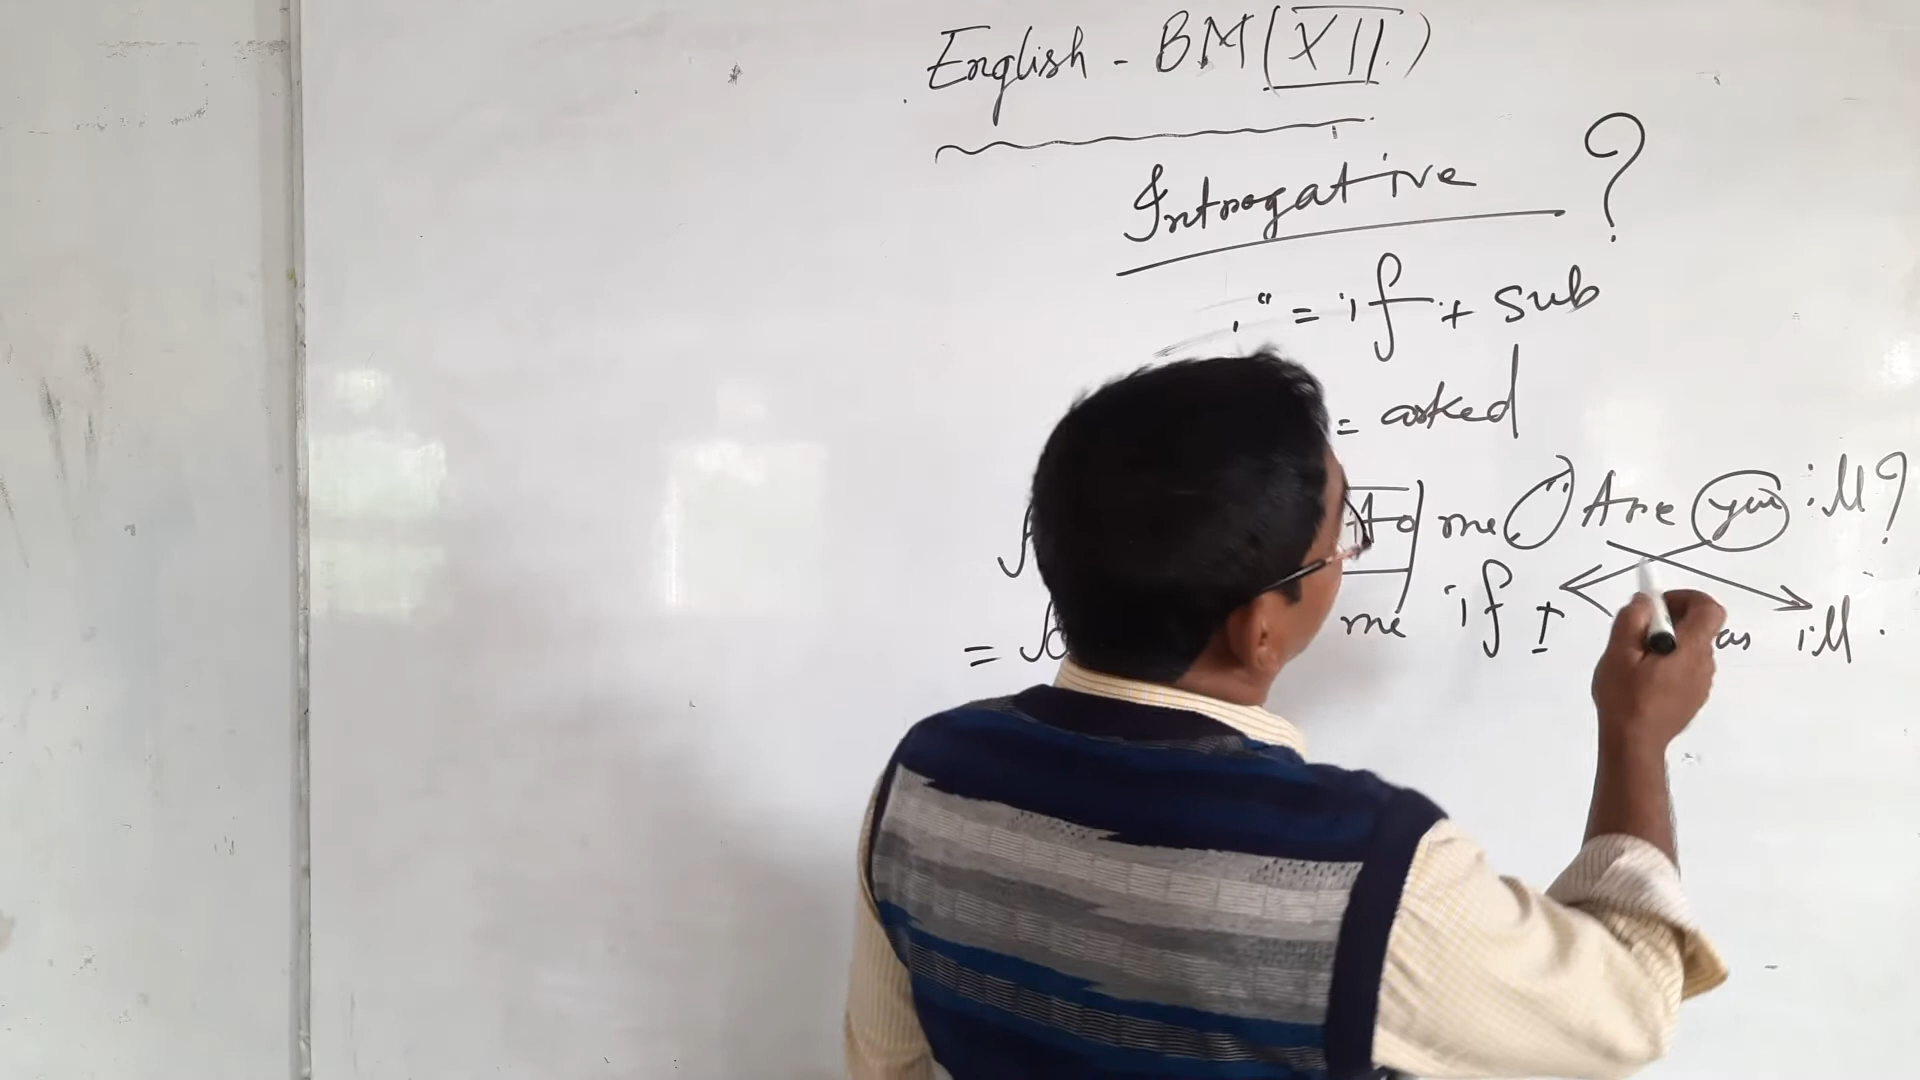 English - BM (XII)
Introgative ?
," = if + sub
= asked
to me , " Are you ill ?
= me if I as ill .